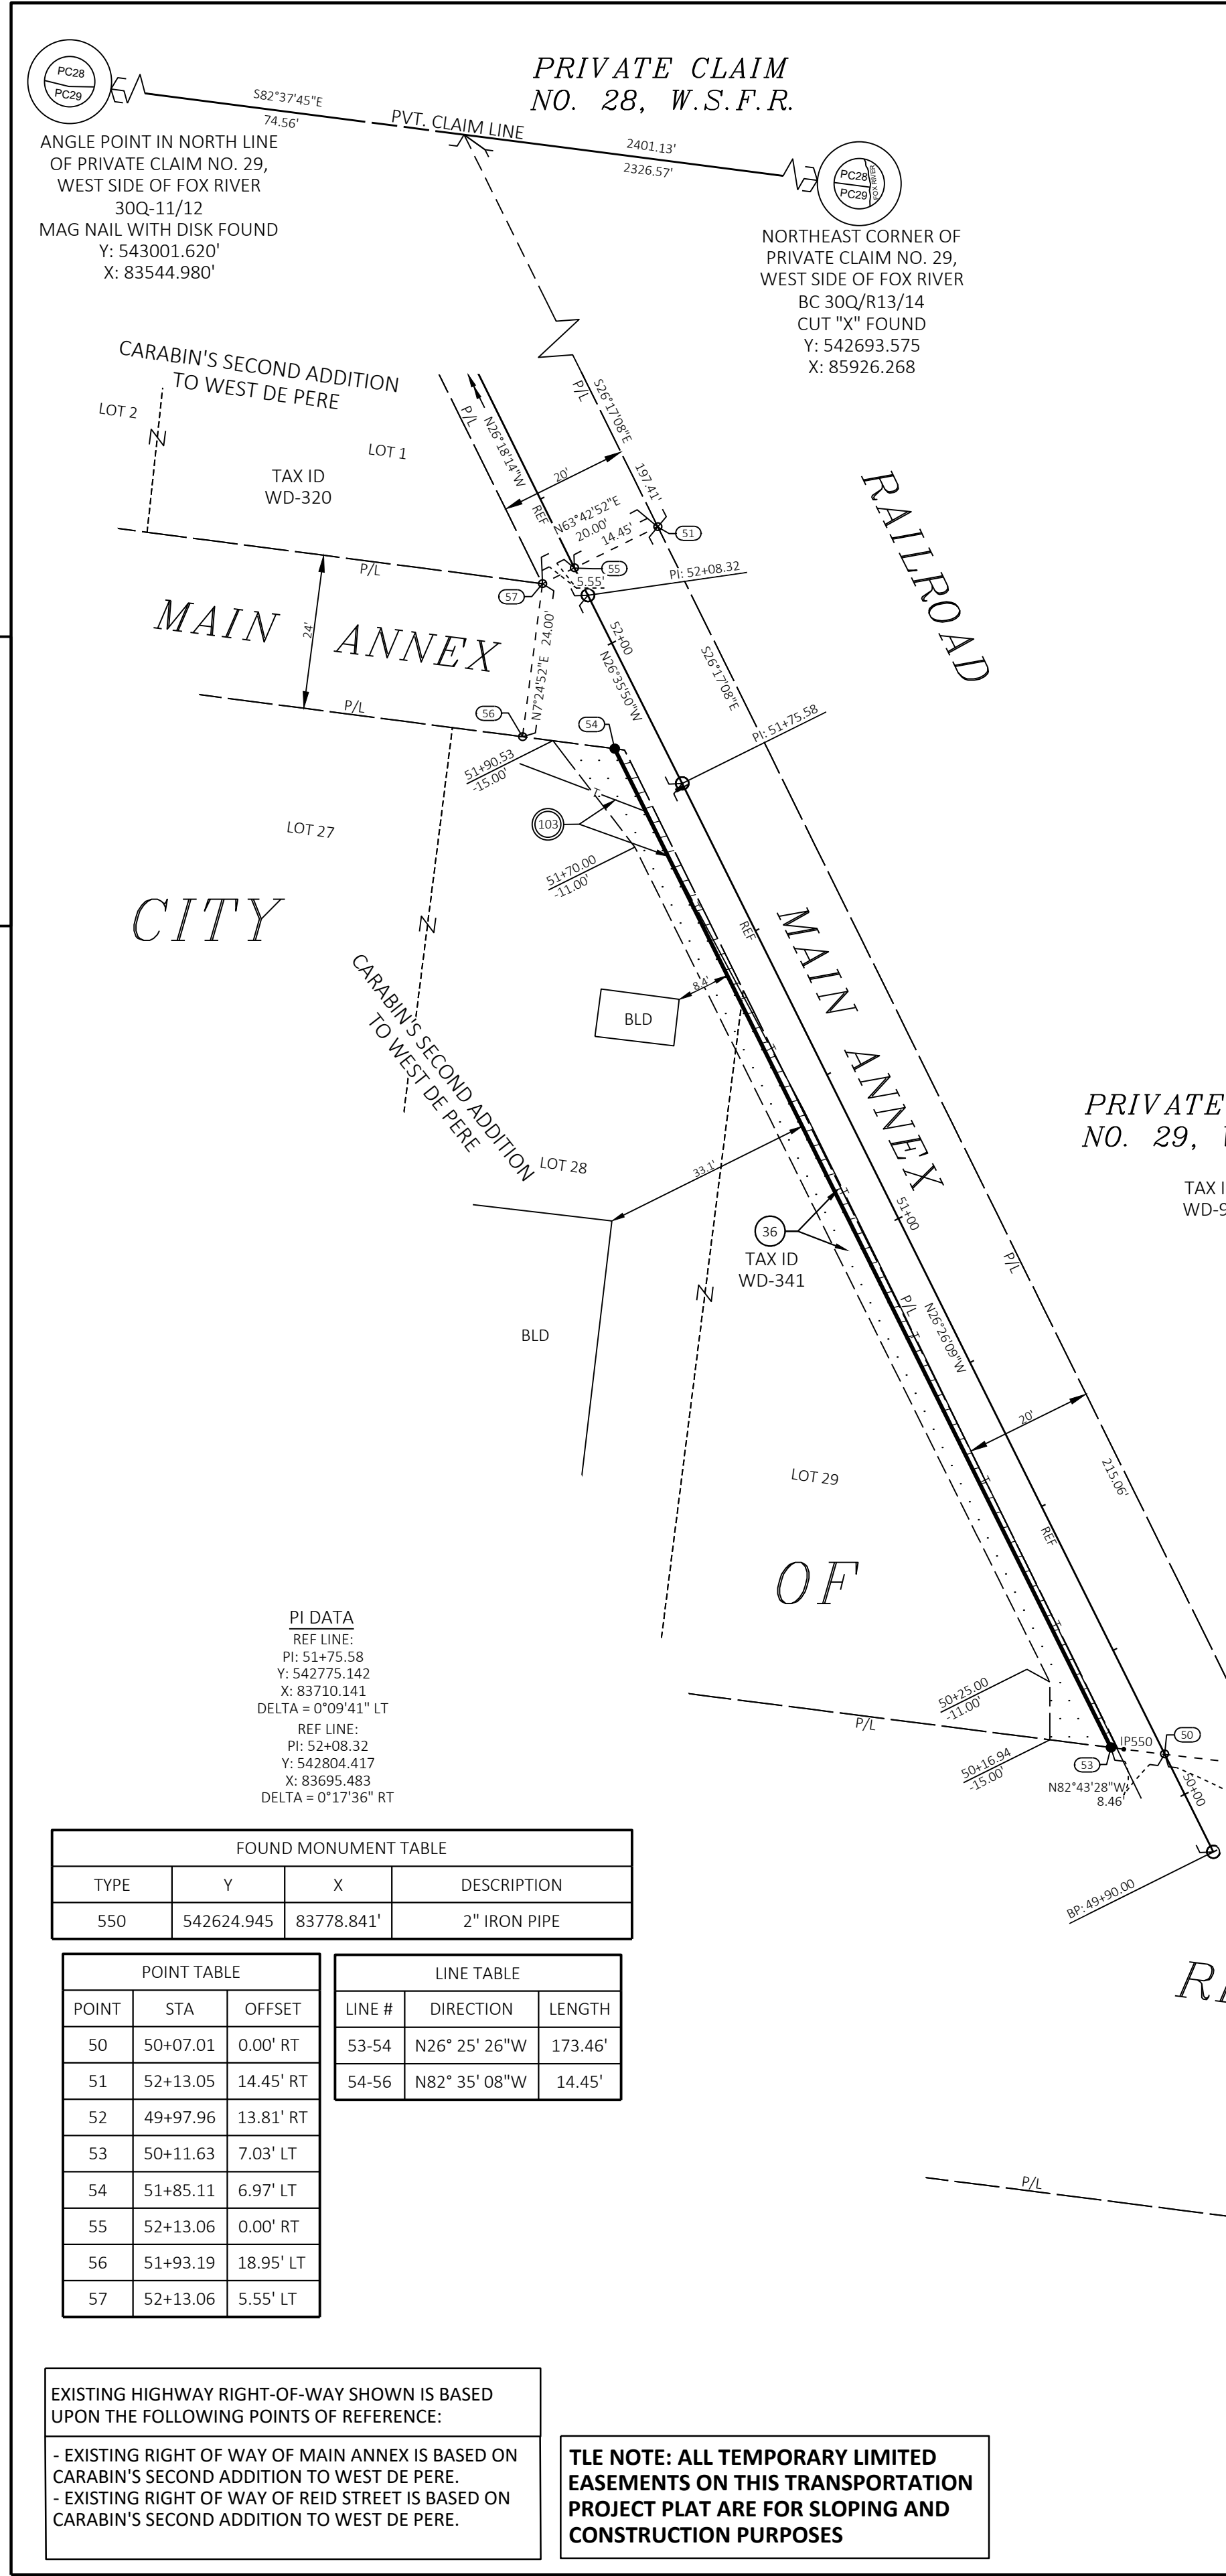 PRIVATE CLAIM
NO. 28, W.S.F.R.
PC28
PC29
S82°37'45"E
74.56'
PVT. CLAIM LINE
2401.13'
2326.57'
PC28
PC29
FOX RIVER
ANGLE POINT IN NORTH LINE
OF PRIVATE CLAIM NO. 29,
WEST SIDE OF FOX RIVER
30Q-11/12
MAG NAIL WITH DISK FOUND
Y: 543001.620'
X: 83544.980'
NORTHEAST CORNER OF
PRIVATE CLAIM NO. 29,
WEST SIDE OF FOX RIVER
BC 30Q/R13/14
CUT "X" FOUND
Y: 542693.575
X: 85926.268
CARABIN'S SECOND ADDITION
TO WEST DE PERE
LOT 2
LOT 1
TAX ID
WD-320
P/L
N26°18'14"W
REF
P/L
S26°17'08"E
197.41'
20'
N63°42'52"E
20.00'
14.45'
51
55
5.55'
57
PI: 52+08.32
RAILROAD
P/L
MAIN ANNEX
24'
P/L
N7°24'52"E 24.00'
52+00
N26°35'50"W
S26°17'08"E
56
54
PI: 51+75.58
51+90.53
-15.00'
T
103
51+70.00
-11.00'
LOT 27
CITY
REF
MAIN ANNEX
8.4'
BLD
CARABIN'S SECOND ADDITION
TO WEST DE PERE
T
PRIVATE
NO. 29,
TAX I
WD-9
LOT 28
33.1'
T
51+00
36
TAX ID
WD-341
P/L
BLD
P/L
T
N26°26'09"W
20'
215.06'
LOT 29
T
REF
OF
T
50+25.00
-11.00'
P/L
50+16.94
-15.00'
IP550
50
53
N82°43'28"W
8.46'
50+00
BP: 49+90.00
PI DATA
REF LINE:
PI: 51+75.58
Y: 542775.142
X: 83710.141
DELTA = 0°09'41" LT
REF LINE:
PI: 52+08.32
Y: 542804.417
X: 83695.483
DELTA = 0°17'36" RT
FOUND MONUMENT TABLE
TYPE Y X DESCRIPTION
550 542624.945 83778.841' 2" IRON PIPE
POINT TABLE
POINT STA OFFSET
50 50+07.01 0.00' RT
51 52+13.05 14.45' RT
52 49+97.96 13.81' RT
53 50+11.63 7.03' LT
54 51+85.11 6.97' LT
55 52+13.06 0.00' RT
56 51+93.19 18.95' LT
57 52+13.06 5.55' LT
LINE TABLE
LINE # DIRECTION LENGTH
53-54 N26° 25' 26"W 173.46'
54-56 N82° 35' 08"W 14.45'
P/L
EXISTING HIGHWAY RIGHT-OF-WAY SHOWN IS BASED
UPON THE FOLLOWING POINTS OF REFERENCE:
- EXISTING RIGHT OF WAY OF MAIN ANNEX IS BASED ON
CARABIN'S SECOND ADDITION TO WEST DE PERE.
- EXISTING RIGHT OF WAY OF REID STREET IS BASED ON
CARABIN'S SECOND ADDITION TO WEST DE PERE.
TLE NOTE: ALL TEMPORARY LIMITED
EASEMENTS ON THIS TRANSPORTATION
PROJECT PLAT ARE FOR SLOPING AND
CONSTRUCTION PURPOSES